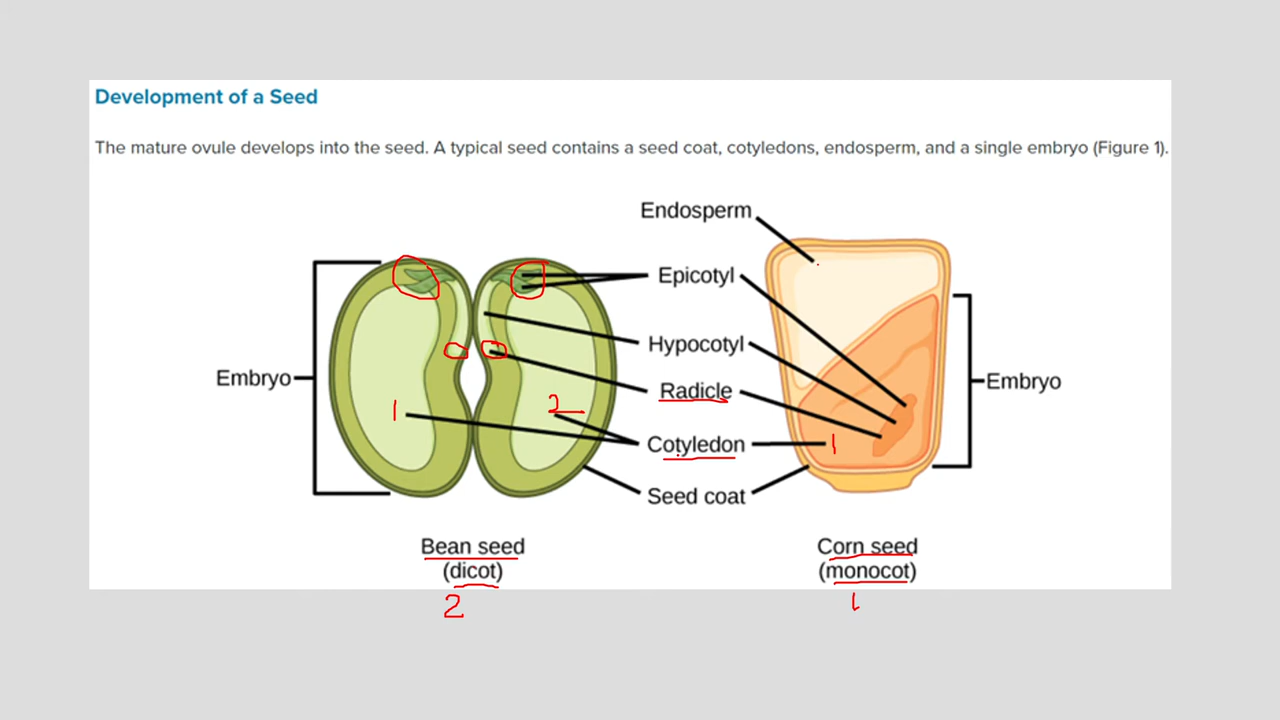 Development of a Seed
The mature ovule develops into the seed. A typical seed contains a seed coat, cotyledons, endosperm, and a single embryo (Figure 1).
Endosperm
Epicotyl
Hypocotyl
Embryo
Radicle
Embryo
1
2
Cotyledon
1
Seed coat
Bean seed
(dicot)
2
Corn seed
(monocot)
1